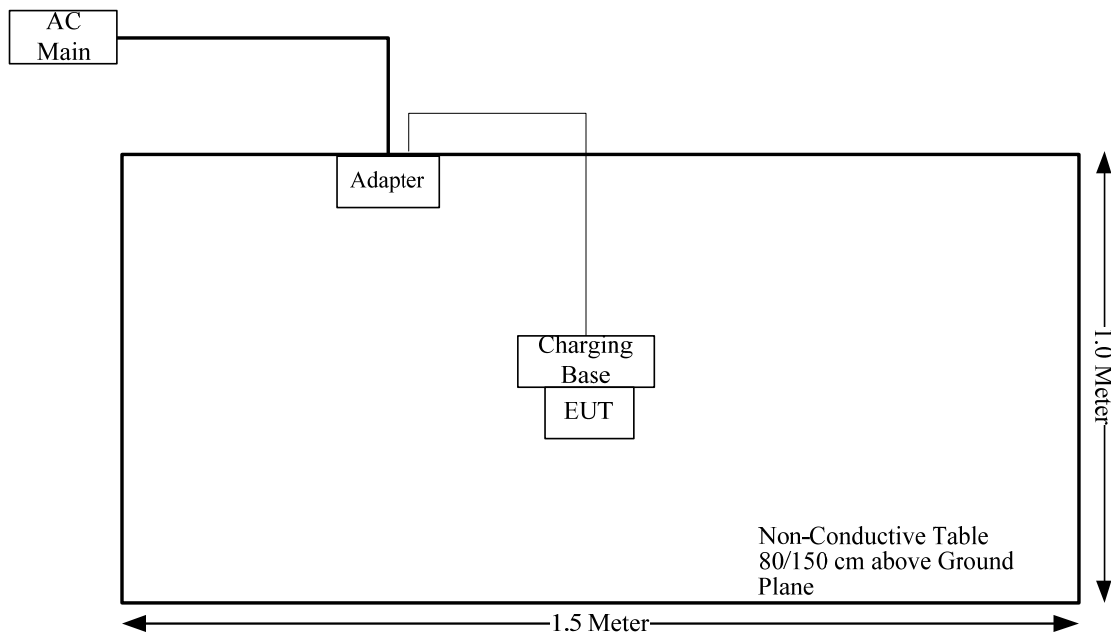 AC
Main
Adapter
Charging
Base
EUT
1.0 Meter
Non-Conductive Table
80/150 cm above Ground
Plane
1.5 Meter